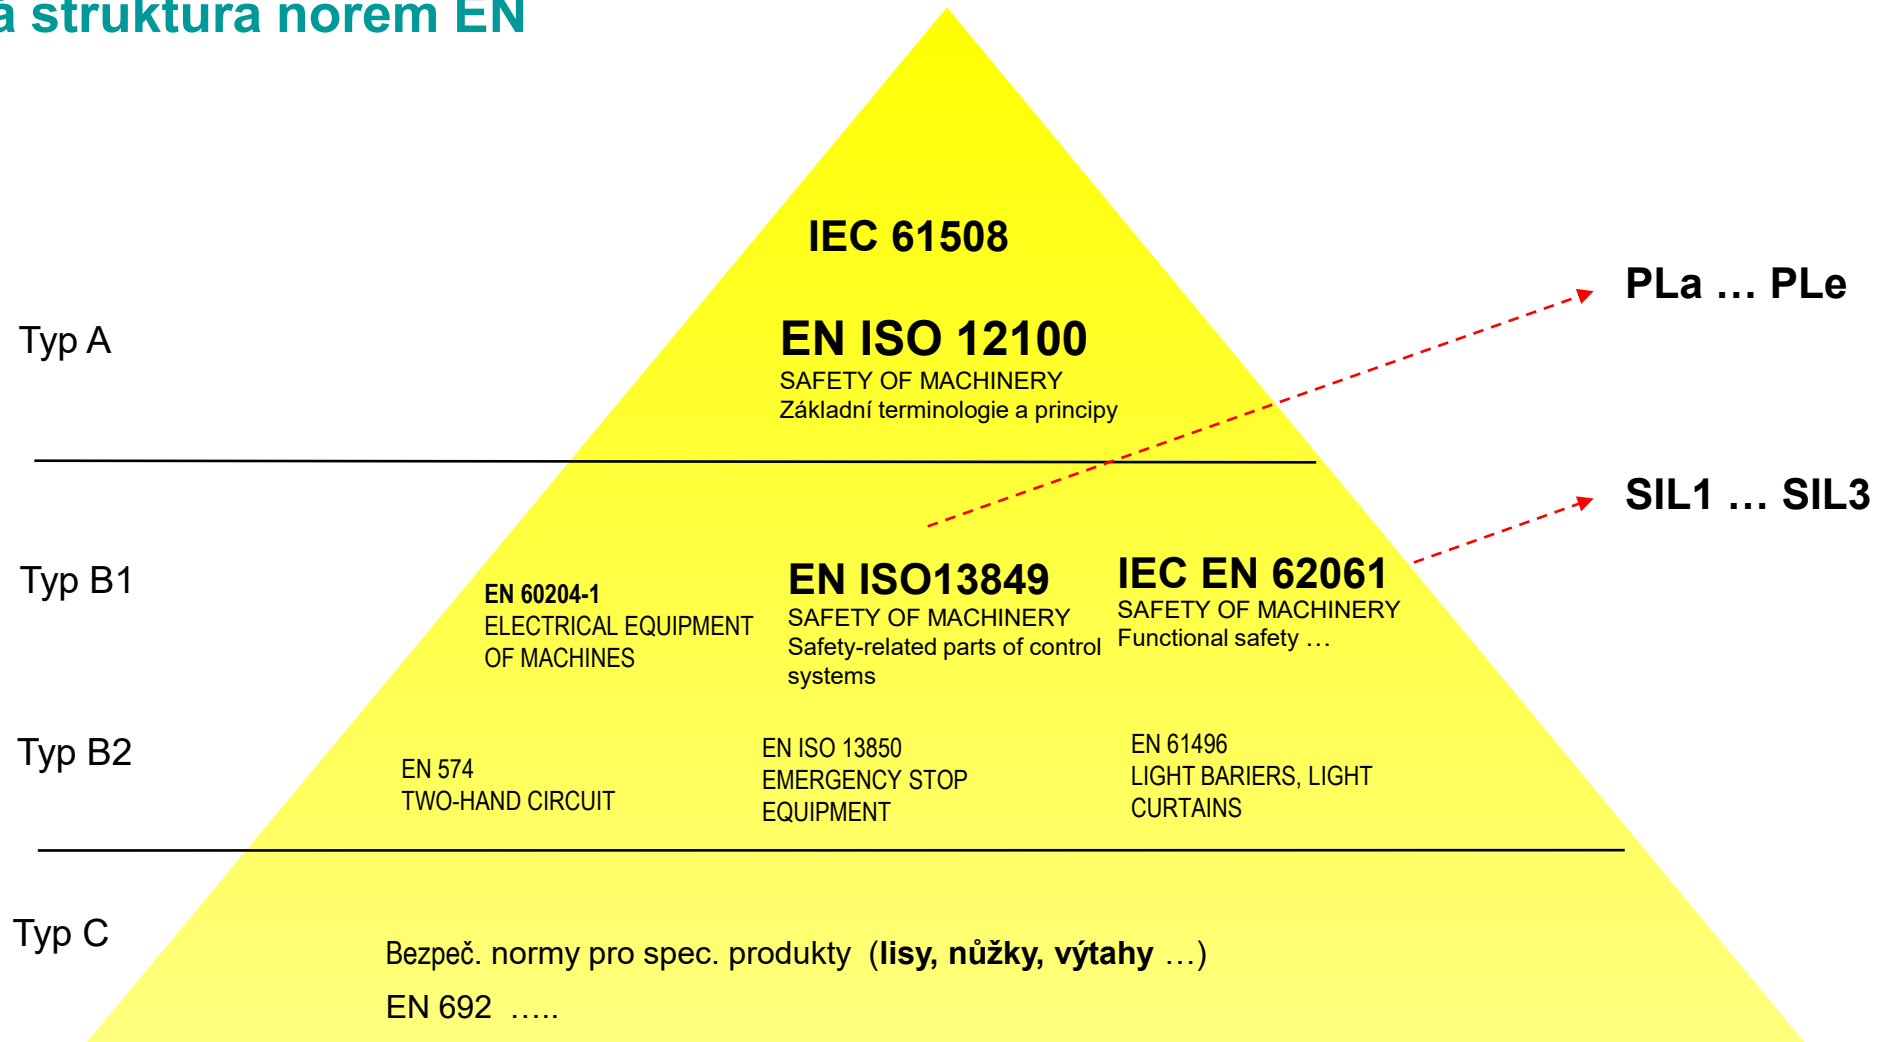 á struktura norem EN
IEC 61508
PLa … PLe
Typ A
EN ISO 12100
SAFETY OF MACHINERY
Základní terminologie a principy
SIL1 … SIL3
Typ B1
EN 60204-1
ELECTRICAL EQUIPMENT
OF MACHINES
EN ISO13849
SAFETY OF MACHINERY
Safety-related parts of control
systems
IEC EN 62061
SAFETY OF MACHINERY
Functional safety …
Typ B2
EN 574
TWO-HAND CIRCUIT
EN ISO 13850
EMERGENCY STOP
EQUIPMENT
EN 61496
LIGHT BARIERS, LIGHT
CURTAINS
Typ C
Bezpeč. normy pro spec. produkty (lisy, nůžky, výtahy …)
EN 692 …..